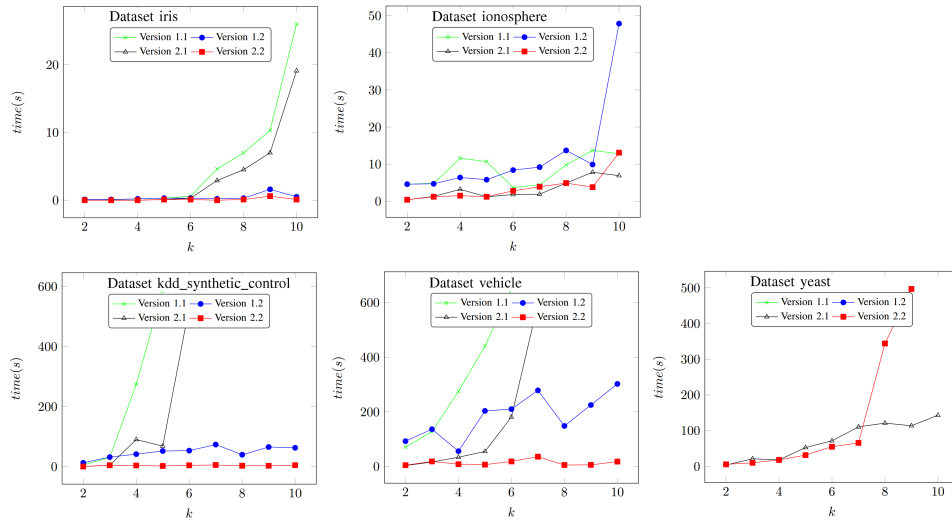 Dataset iris
Version 1.1 Version 1.2
Version 2.1 Version 2.2
time(s)
20
10
0
2 4 6 8 10
k
Dataset ionosphere
Version 1.1 Version 1.2
Version 2.1 Version 2.2
time(s)
50
40
30
20
10
0
2 4 6 8 10
k
Dataset kdd_synthetic_control
Version 1.1 Version 1.2
Version 2.1 Version 2.2
time(s)
600
400
200
0
2 4 6 8 10
k
Dataset vehicle
Version 1.1 Version 1.2
Version 2.1 Version 2.2
time(s)
600
400
200
0
2 4 6 8 10
k
Dataset yeast
Version 1.1 Version 1.2
Version 2.1 Version 2.2
time(s)
500
400
300
200
100
0
2 4 6 8 10
k